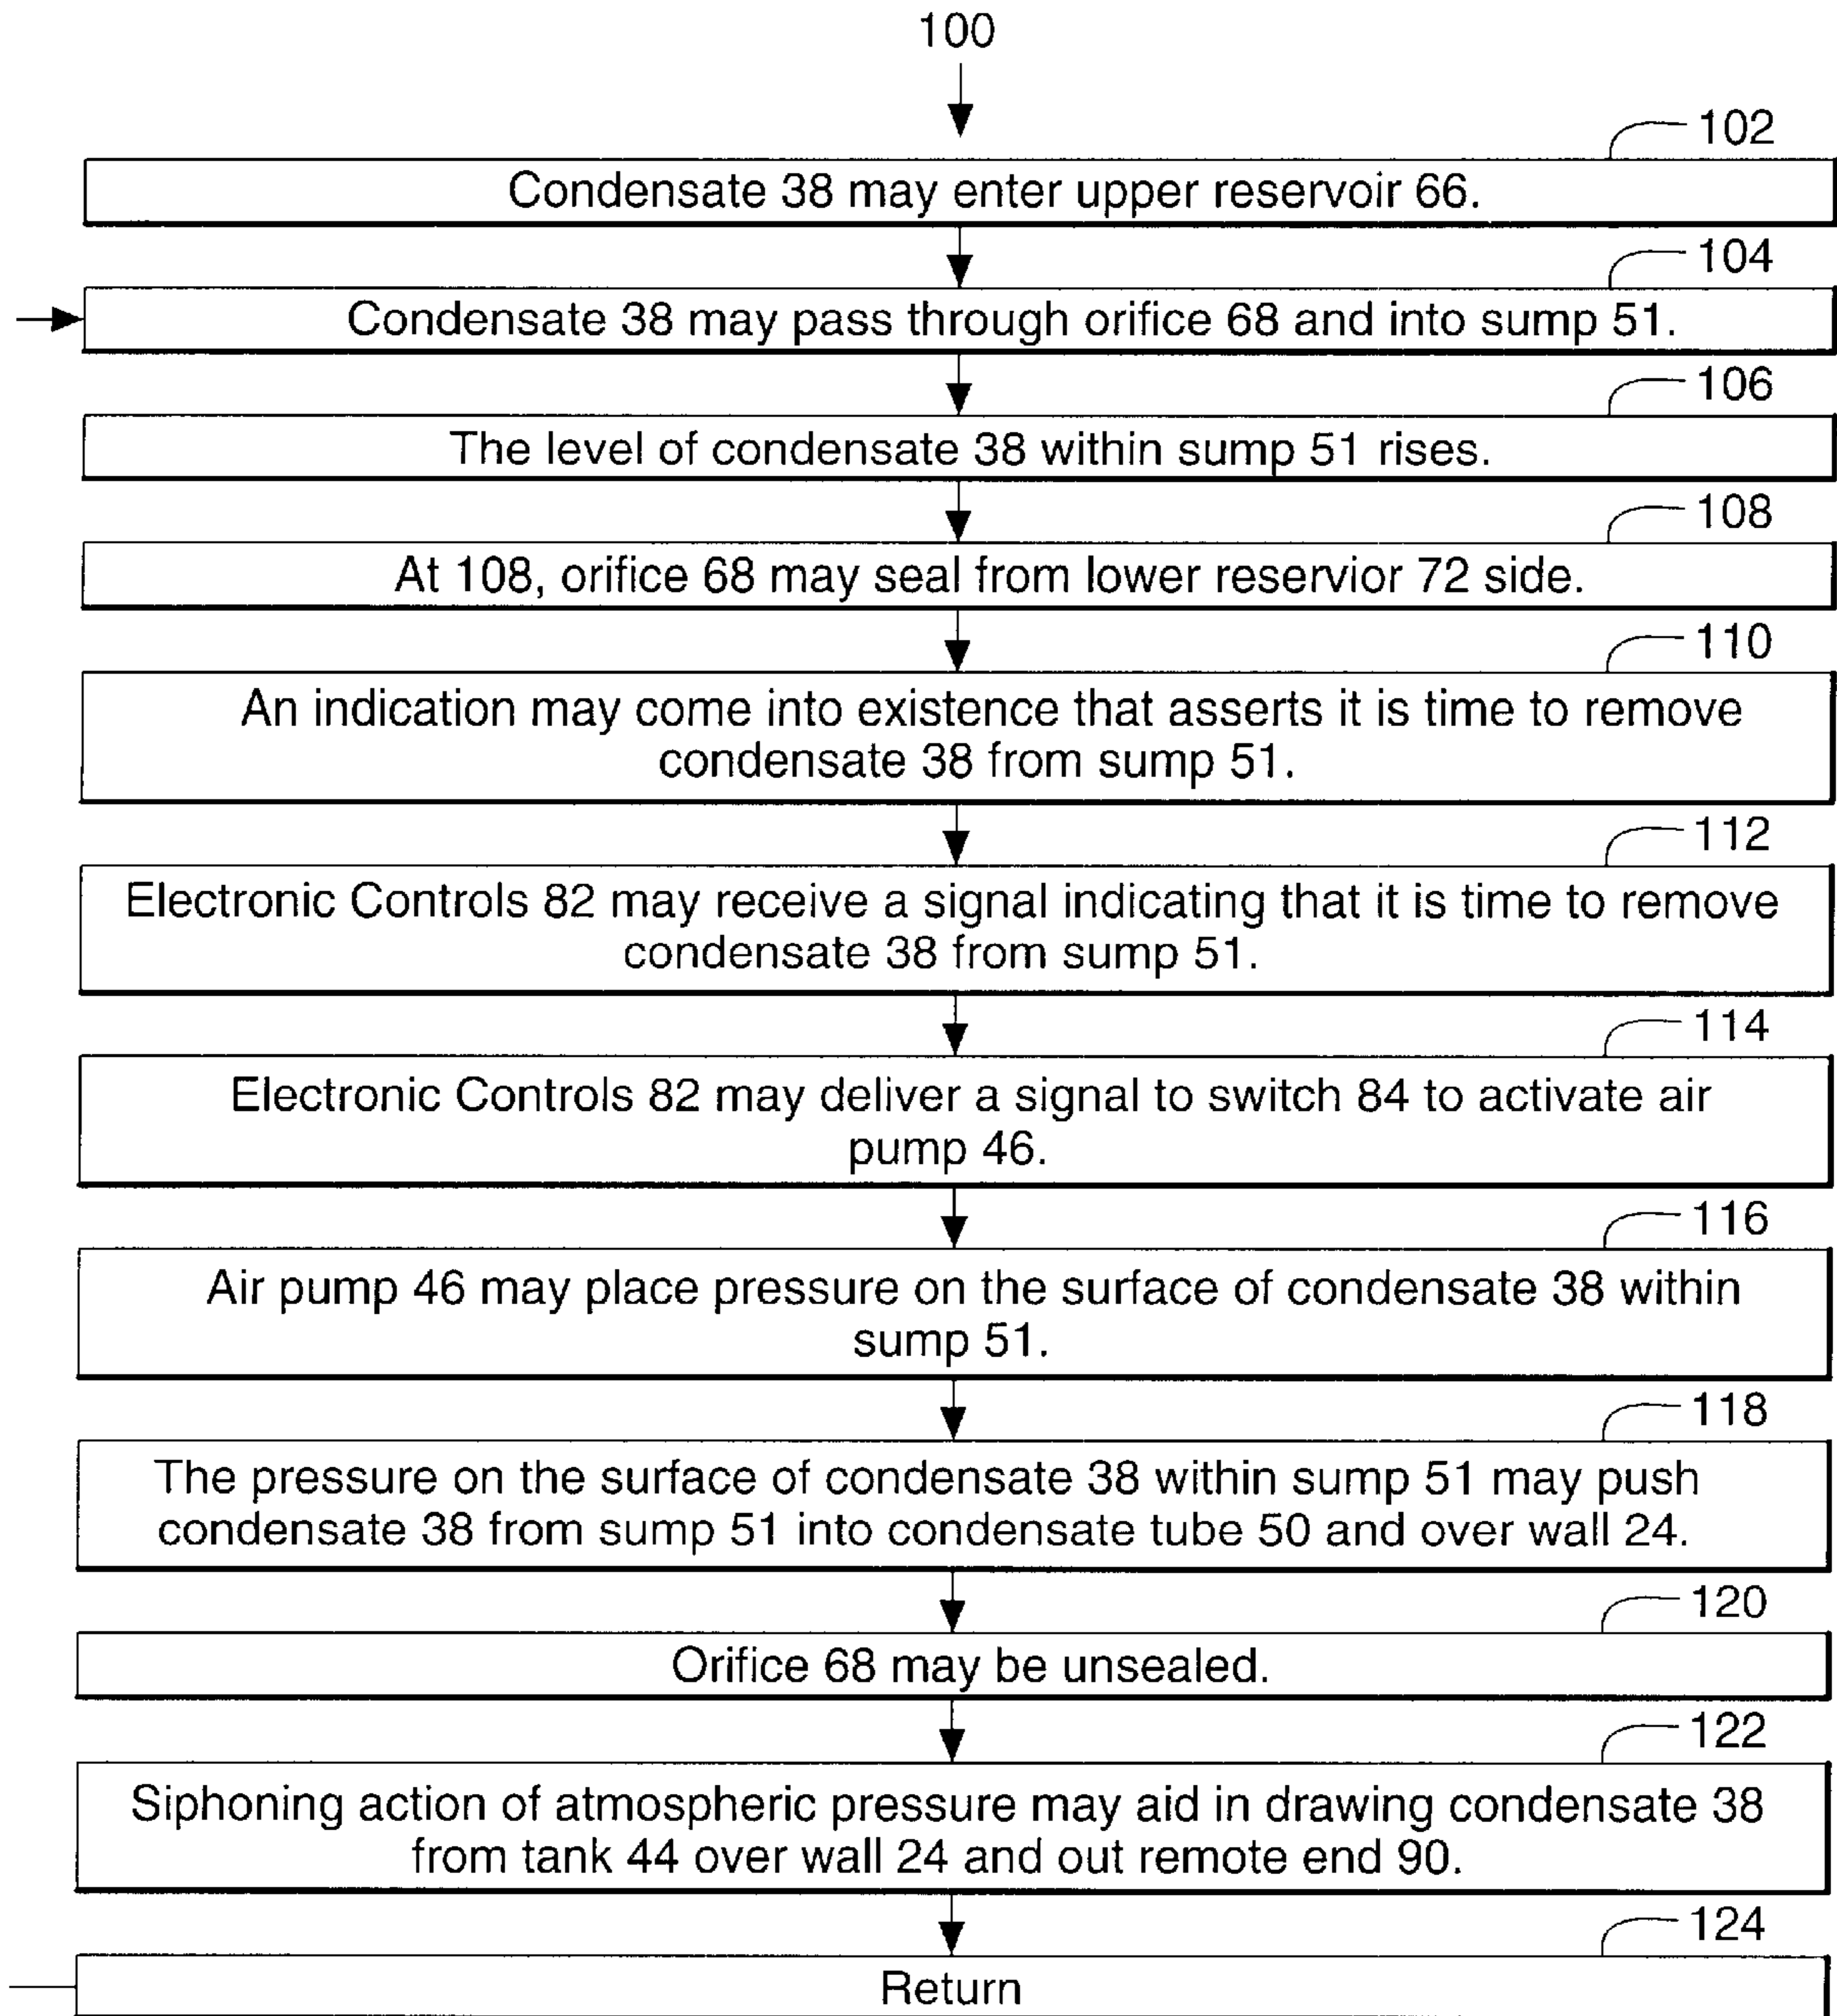 100
102
Condensate 38 may enter upper reservoir 66.
104
Condensate 38 may pass through orifice 68 and into sump 51.
106
The level of condensate 38 within sump 51 rises.
108
At 108, orifice 68 may seal from lower reservior 72 side.
110
An indication may come into existence that asserts it is time to remove
condensate 38 from sump 51.
112
Electronic Controls 82 may receive a signal indicating that it is time to remove
condensate 38 from sump 51.
114
Electronic Controls 82 may deliver a signal to switch 84 to activate air
pump 46.
116
Air pump 46 may place pressure on the surface of condensate 38 within
sump 51.
118
The pressure on the surface of condensate 38 within sump 51 may push
condensate 38 from sump 51 into condensate tube 50 and over wall 24.
120
Orifice 68 may be unsealed.
122
Siphoning action of atmospheric pressure may aid in drawing condensate 38
from tank 44 over wall 24 and out remote end 90.
124
Return